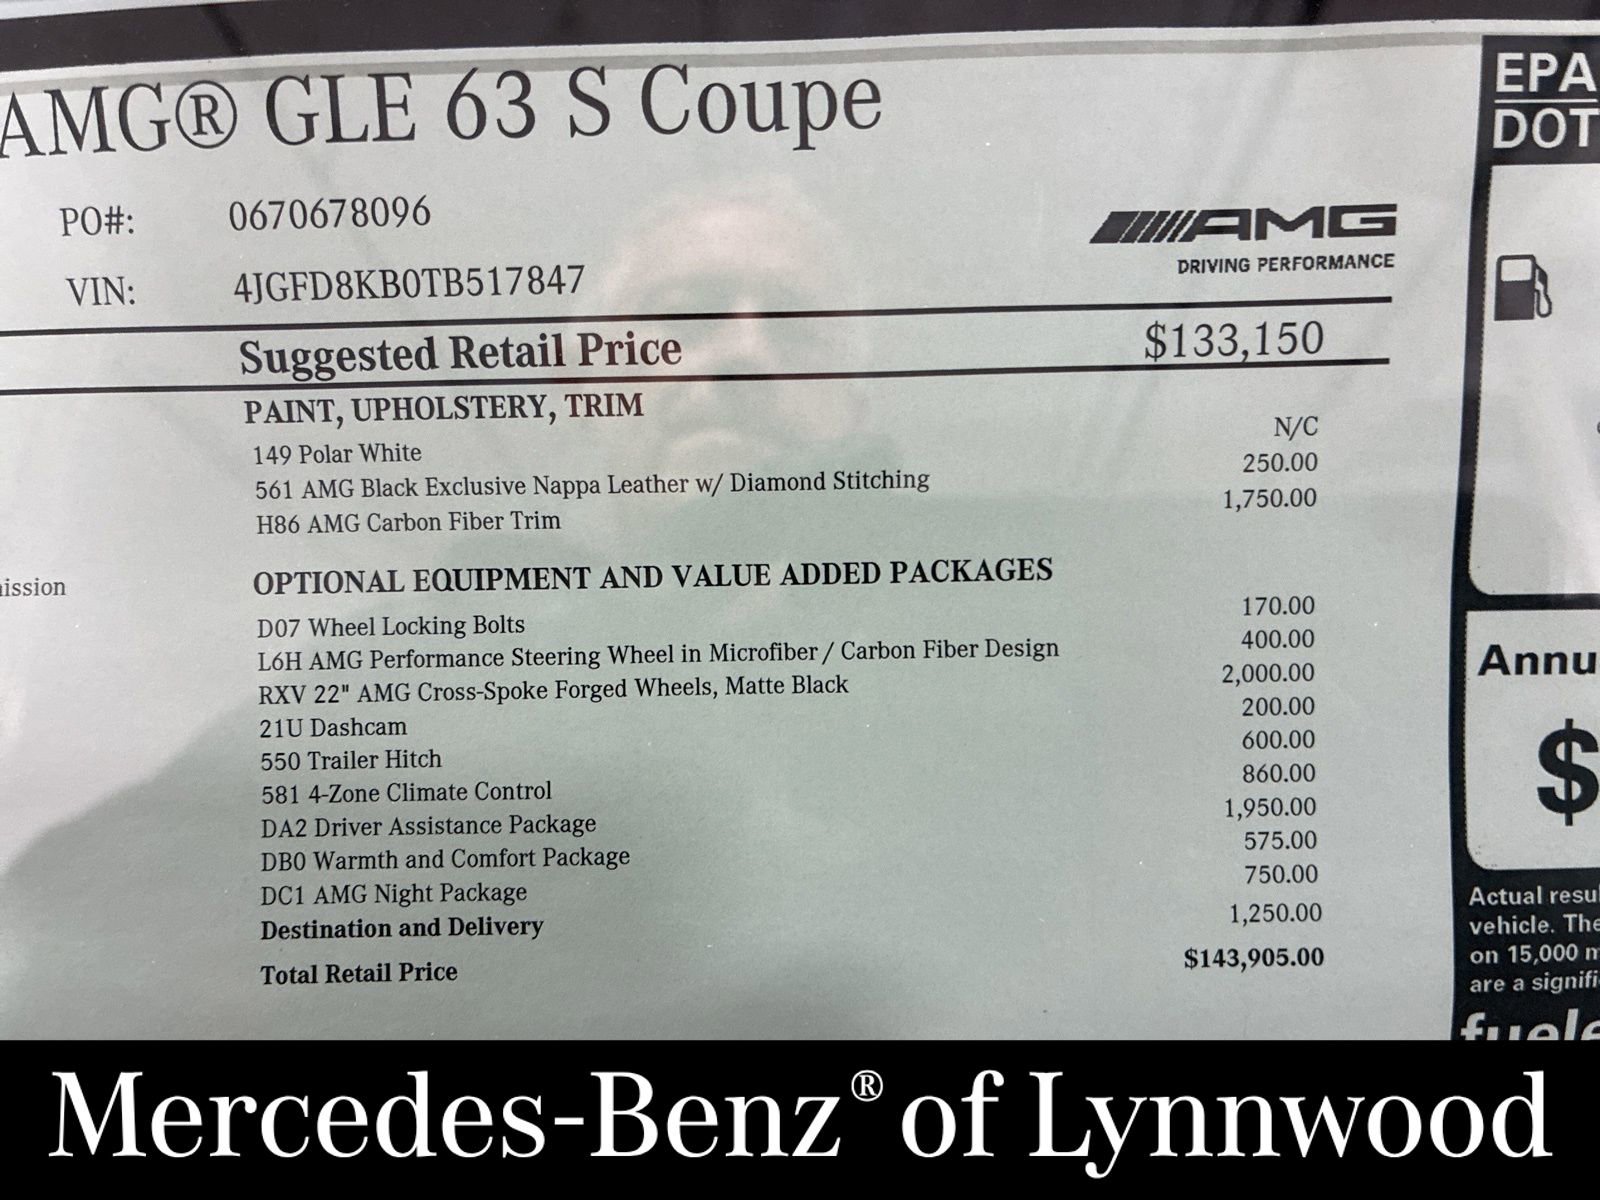 AMG® GLE 63 S Coupe
PO#: 0670678096
VIN: 4JGFD8KB0TB517847
AMG
DRIVING PERFORMANCE
Suggested Retail Price $133,150
PAINT, UPHOLSTERY, TRIM
149 Polar White N/C
561 AMG Black Exclusive Nappa Leather w/ Diamond Stitching 250.00
H86 AMG Carbon Fiber Trim 1,750.00
ission
OPTIONAL EQUIPMENT AND VALUE ADDED PACKAGES
D07 Wheel Locking Bolts 170.00
L6H AMG Performance Steering Wheel in Microfiber / Carbon Fiber Design 400.00
RXV 22" AMG Cross-Spoke Forged Wheels, Matte Black 2,000.00
21U Dashcam 200.00
550 Trailer Hitch 600.00
581 4-Zone Climate Control 860.00
DA2 Driver Assistance Package 1,950.00
DB0 Warmth and Comfort Package 575.00
DC1 AMG Night Package 750.00
Destination and Delivery 1,250.00
Total Retail Price $143,905.00
EPA
DOT
Annu
$
Actual resul
vehicle. The
on 15,000 m
are a signifi
fuele
Mercedes-Benz® of Lynnwood